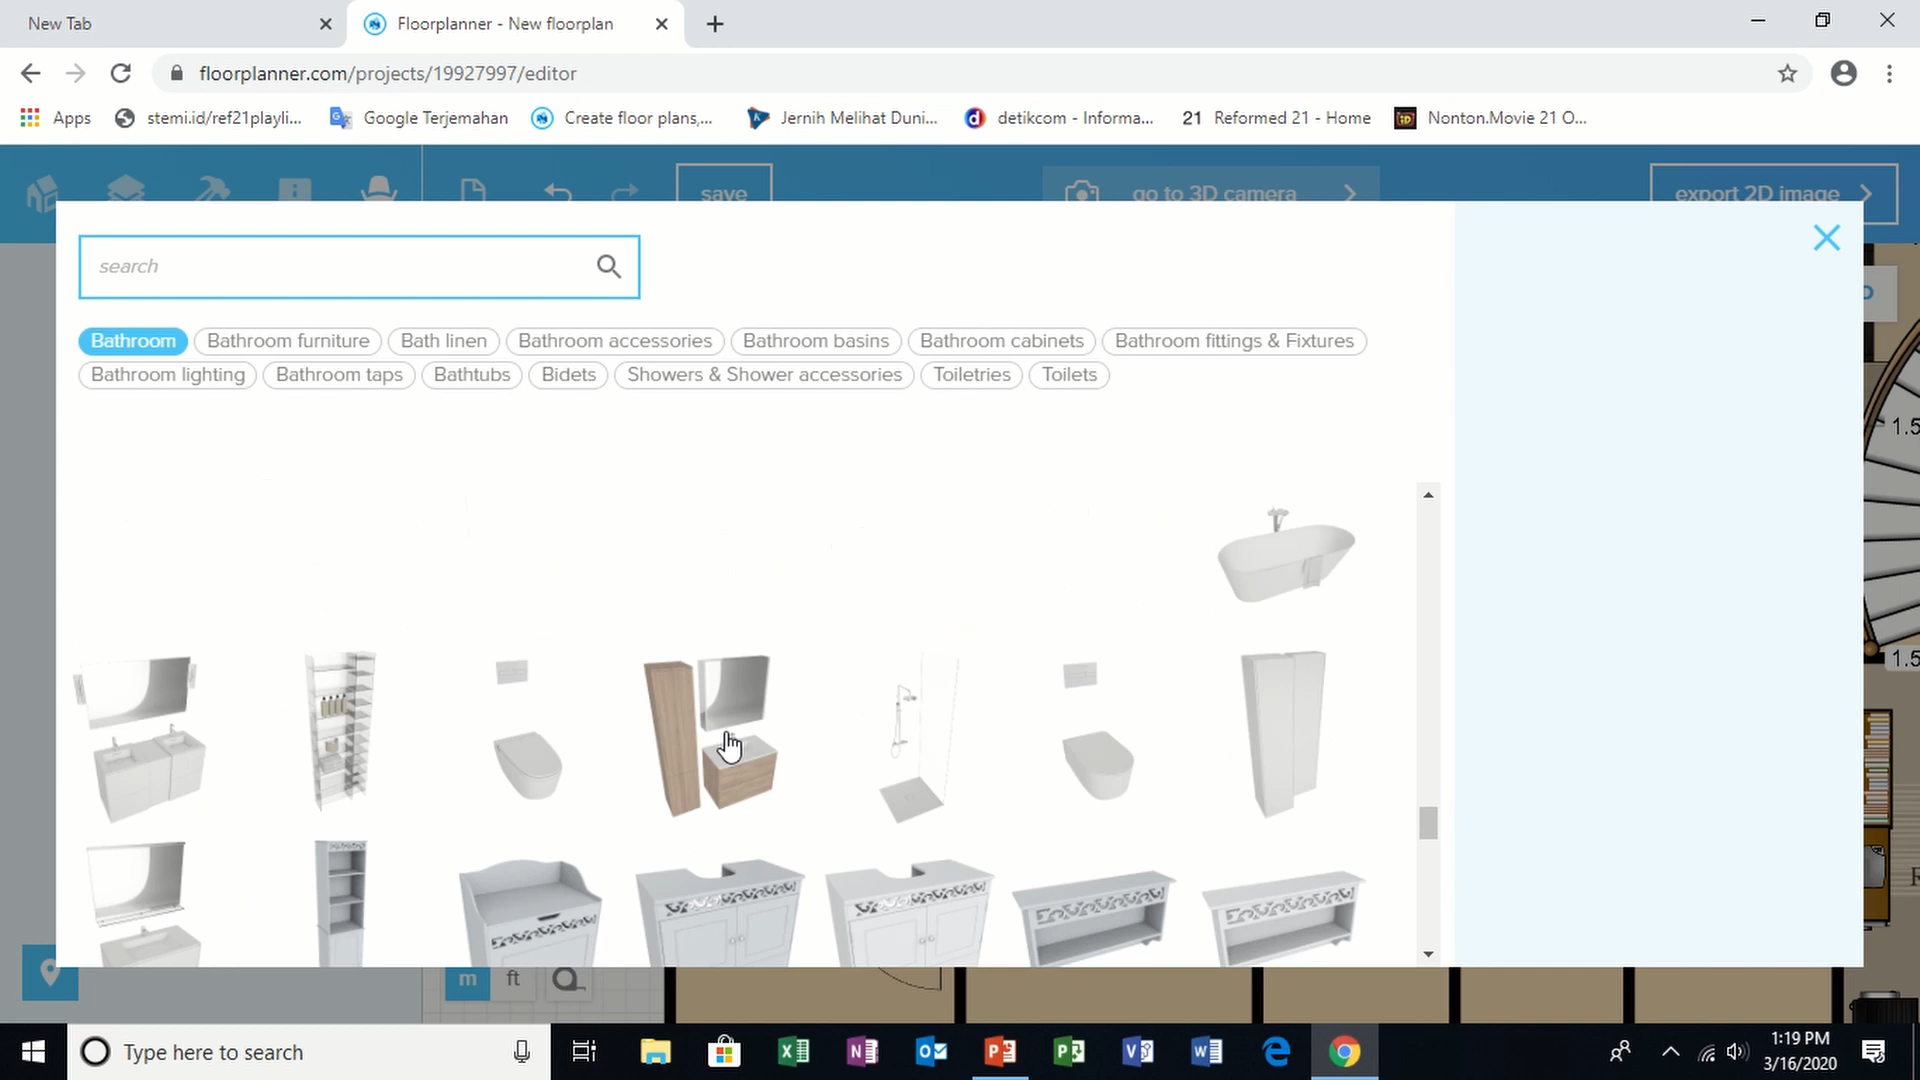 New Tab
Floorplanner - New floorplan
floorplanner.com/projects/19927997/editor
Apps
stemi.id/ref21playli...
Google Terjemahan
Create floor plans,...
Jernih Melihat Duni...
detikcom - Informa...
21 Reformed 21 - Home
Nonton.Movie 21 O...
save
go to 3D camera
export 2D image
search
Bathroom
Bathroom furniture
Bath linen
Bathroom accessories
Bathroom basins
Bathroom cabinets
Bathroom fittings & Fixtures
Bathroom lighting
Bathroom taps
Bathtubs
Bidets
Showers & Shower accessories
Toiletries
Toilets
1.5
1.5
m
ft
Type here to search
1:19 PM
3/16/2020